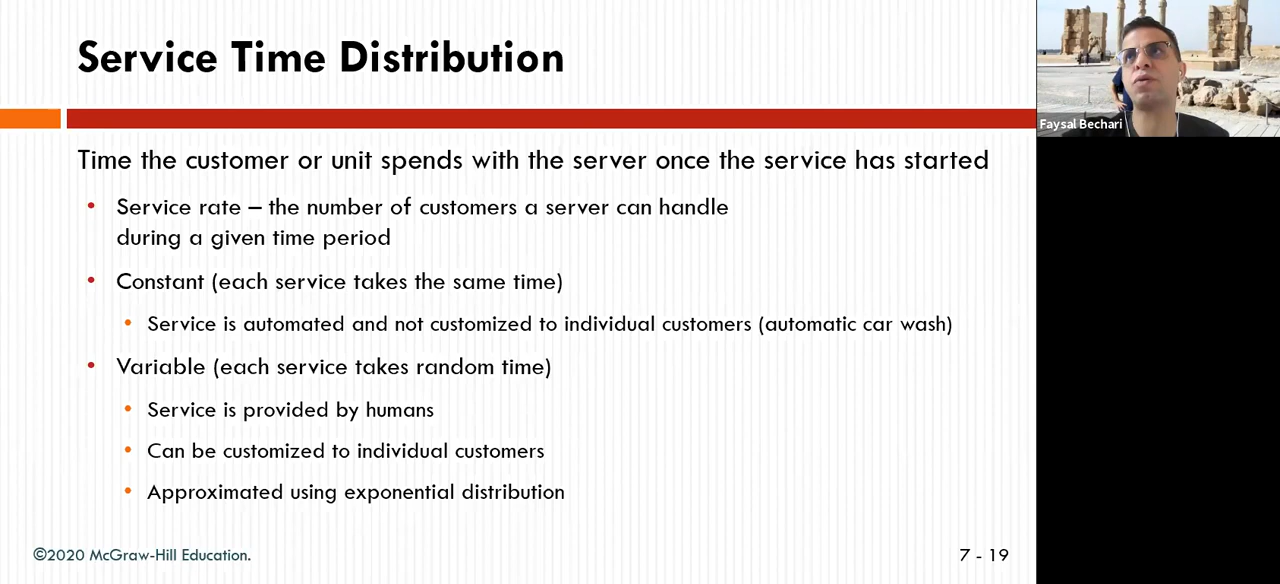 Service Time Distribution
Faysal Bechari
Time the customer or unit spends with the server once the service has started
• Service rate – the number of customers a server can handle
during a given time period
• Constant (each service takes the same time)
• Service is automated and not customized to individual customers (automatic car wash)
• Variable (each service takes random time)
• Service is provided by humans
• Can be customized to individual customers
• Approximated using exponential distribution
©2020 McGraw-Hill Education.
7 - 19